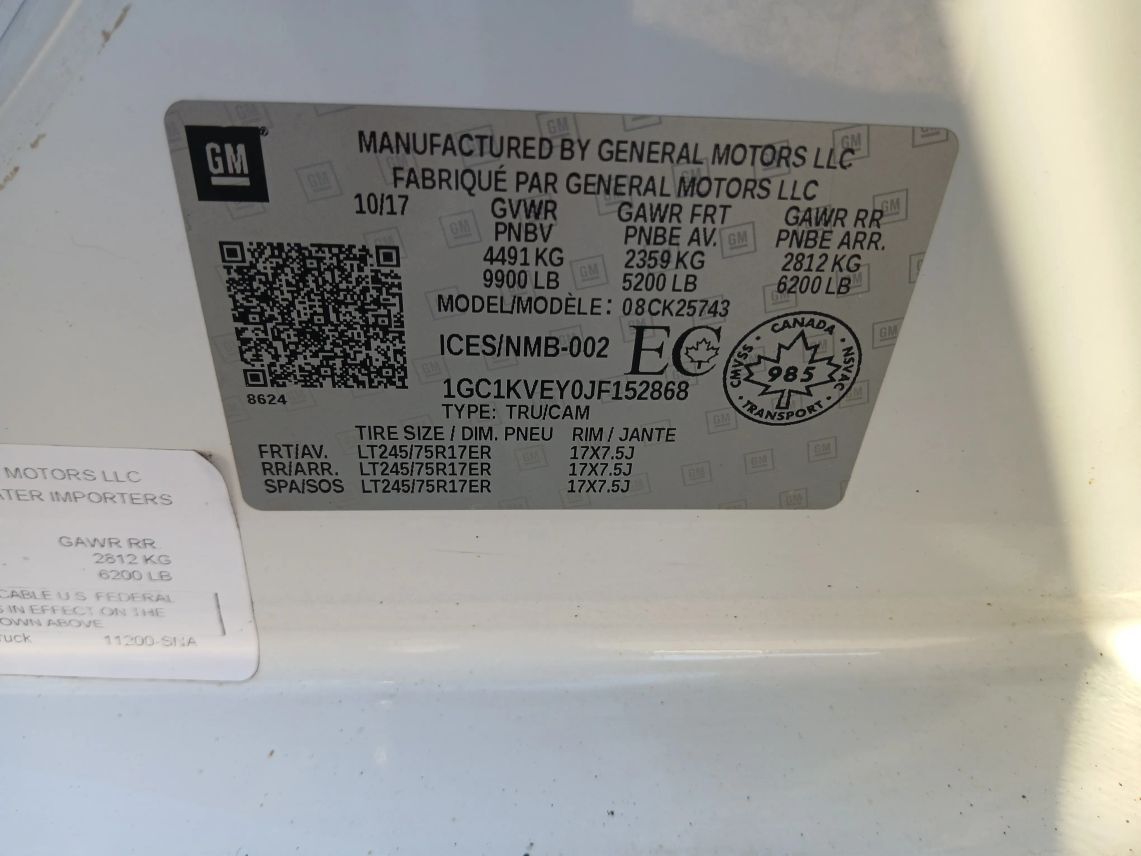 GM
MANUFACTURED BY GENERAL MOTORS LLC
FABRIQUÉ PAR GENERAL MOTORS LLC
10/17 GVWR GAWR FRT GAWR RR
PNBV PNBE AV. PNBE ARR.
4491 KG 2359 KG 2812 KG
9900 LB 5200 LB 6200 LB
MODEL/MODÈLE: 08CK25743
ICES/NMB-002 EC
CANADA
CMVSS 985 NSVAC
TRANSPORT
8624
1GC1KVEY0JF152868
TYPE: TRU/CAM
TIRE SIZE / DIM. PNEU RIM / JANTE
FRT/AV. LT245/75R17ER 17X7.5J
RR/ARR. LT245/75R17ER 17X7.5J
SPA/SOS LT245/75R17ER 17X7.5J
MOTORS LLC
ATER IMPORTERS
GAWR RR
2812 KG
6200 LB
CABLE U.S. FEDERAL
S IN EFFECT ON THE
OWN ABOVE
ruck 11200-SNA